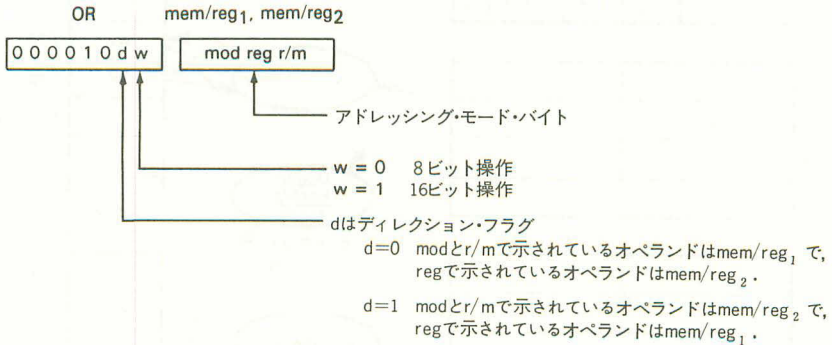 OR mem/reg₁, mem/reg₂
0 0 0 0 1 0 d w mod reg r/m
アドレッシング・モード・バイト
w = 0 8ビット操作
w = 1 16ビット操作
dはディレクション・フラグ
d=0 modとr/mで示されているオペランドはmem/reg₁で,
regで示されているオペランドはmem/reg₂.
d=1 modとr/mで示されているオペランドはmem/reg₂で,
regで示されているオペランドはmem/reg₁.